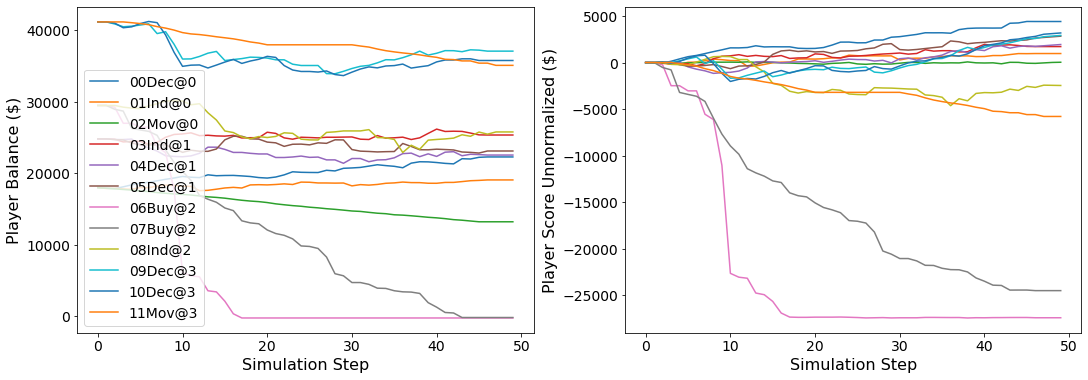 Player Balance ($)
40000
30000
20000
10000
0
00Dec@0
01Ind@0
02Mov@0
03Ind@1
04Dec@1
05Dec@1
06Buy@2
07Buy@2
08Ind@2
09Dec@3
10Dec@3
11Mov@3
0 10 20 30 40 50
Simulation Step
Player Score Unnormalized ($)
5000
0
−5000
−10000
−15000
−20000
−25000
0 10 20 30 40 50
Simulation Step